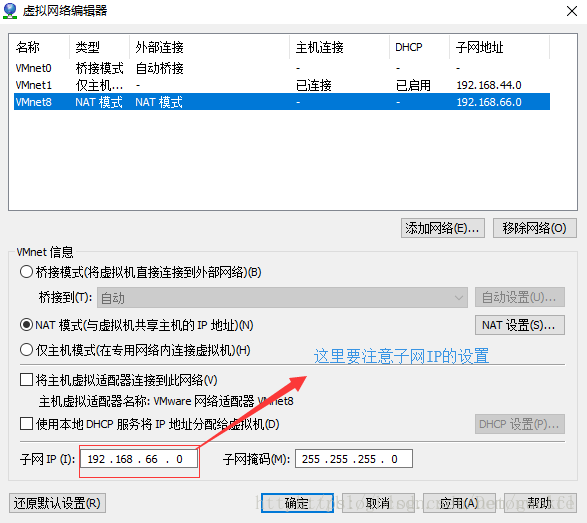 虚拟网络编辑器
名称 类型 外部连接 主机连接 DHCP 子网地址
VMnet0 桥接模式 自动桥接 - - -
VMnet1 仅主机... - 已连接 已启用 192.168.44.0
VMnet8 NAT 模式 NAT 模式 - - 192.168.66.0
添加网络(E)... 移除网络(O)
VMnet 信息
桥接模式(将虚拟机直接连接到外部网络)(B)
桥接到(T): 自动 自动设置(U)...
NAT 模式(与虚拟机共享主机的 IP 地址)(N) NAT 设置(S)...
仅主机模式(在专用网络内连接虚拟机)(H)
这里要注意子网IP的设置
将主机虚拟适配器连接到此网络(V)
主机虚拟适配器名称: VMware 网络适配器 VMnet8
使用本地 DHCP 服务将 IP 地址分配给虚拟机(D) DHCP 设置(P)...
子网 IP (I): 192 .168 . 66 . 0 子网掩码(M): 255 .255 .255 . 0
还原默认设置(R) 确定 取消 应用(A) 帮助